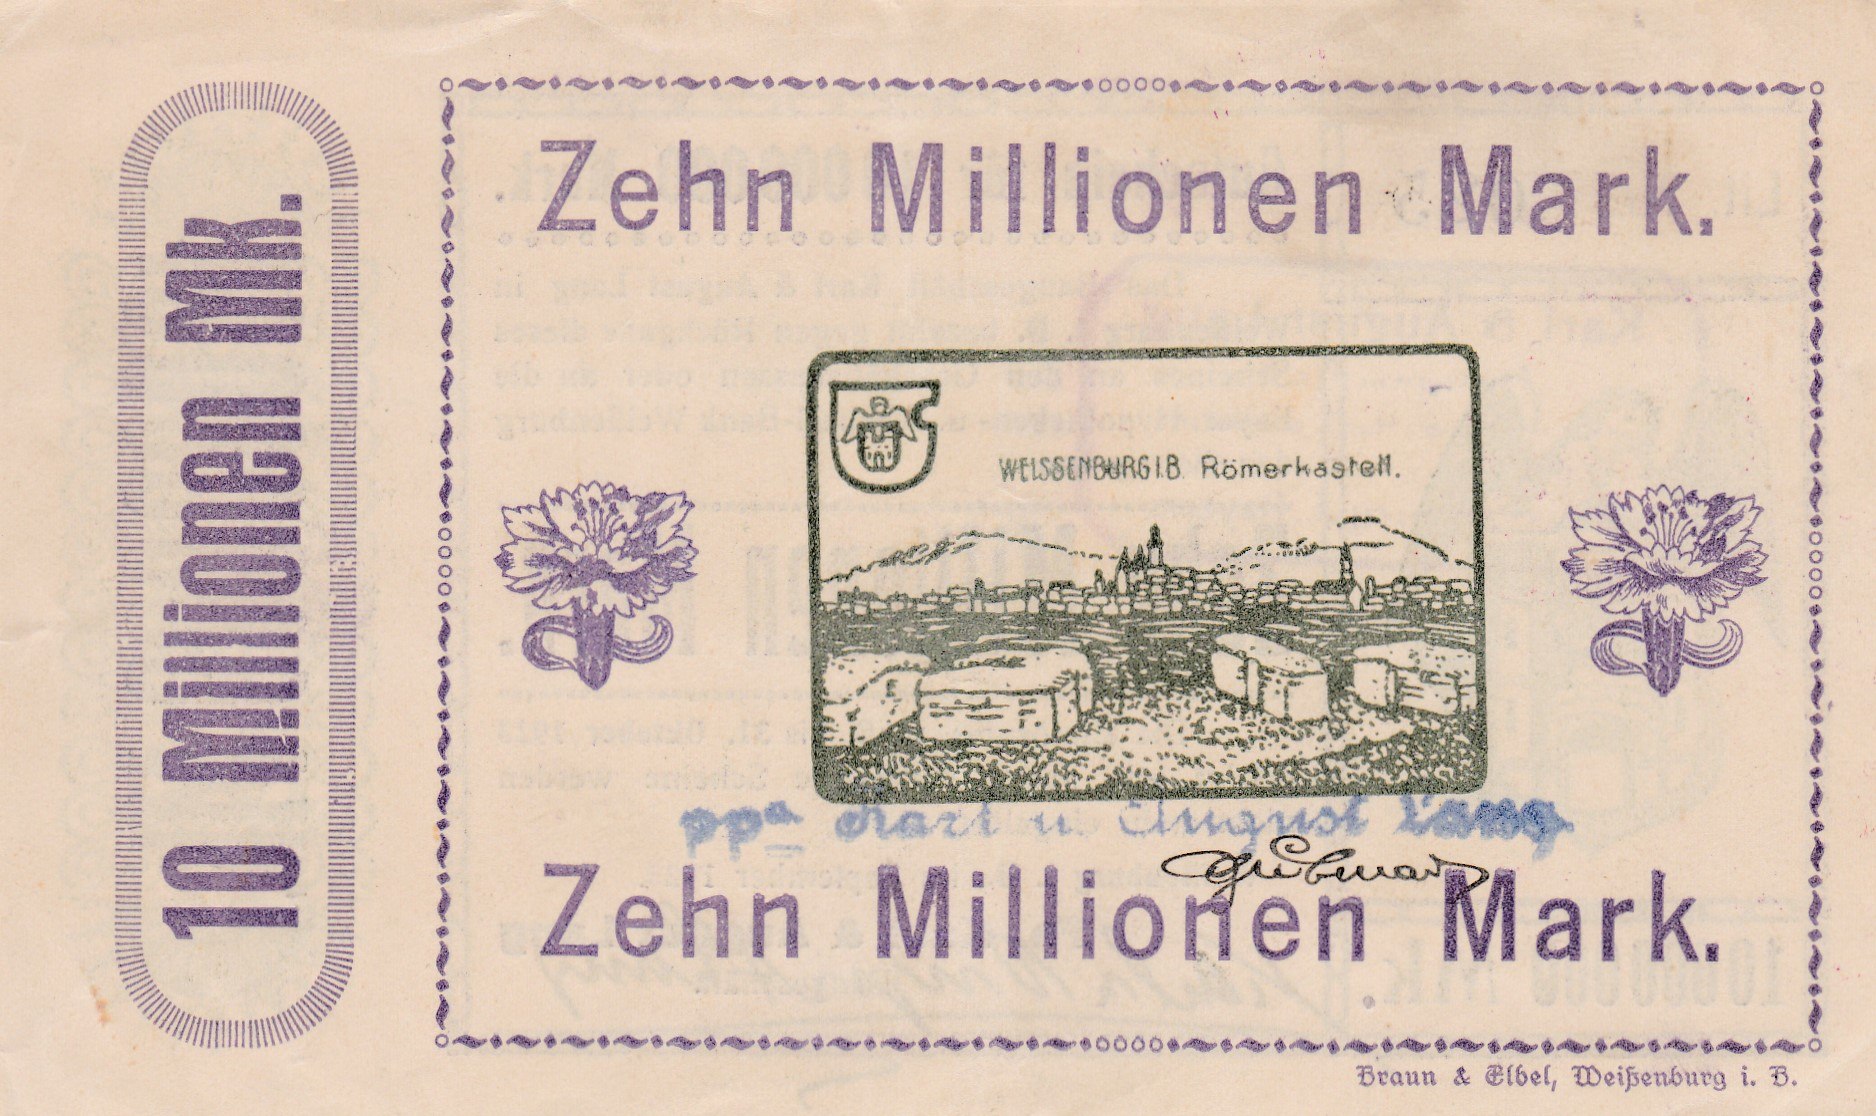 10 Millionen Mk.
Zehn Millionen Mark.
WEISSENBURG I.B. Römerkastell.
ppa Karl u August Lang
Zehn Millionen Mark.
Braun & Elbel, Weißenburg i. B.